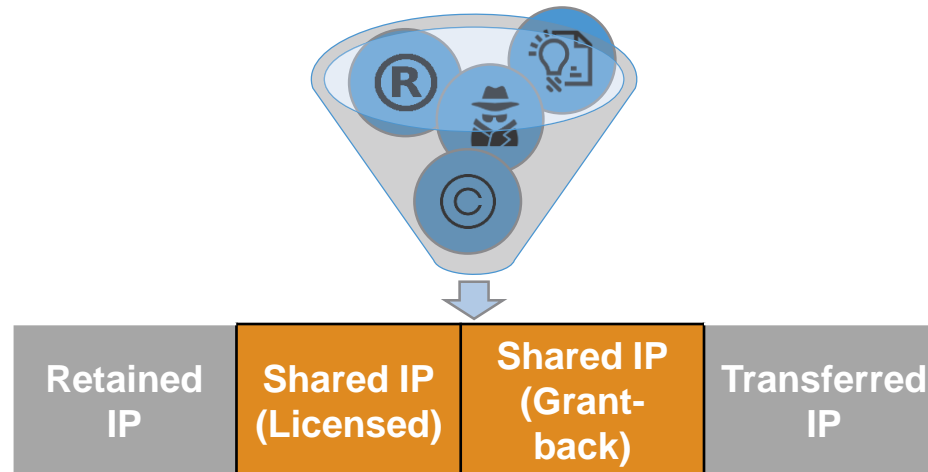 ®
©
Retained
IP
Shared IP
(Licensed)
Shared IP
(Grant-
back)
Transferred
IP